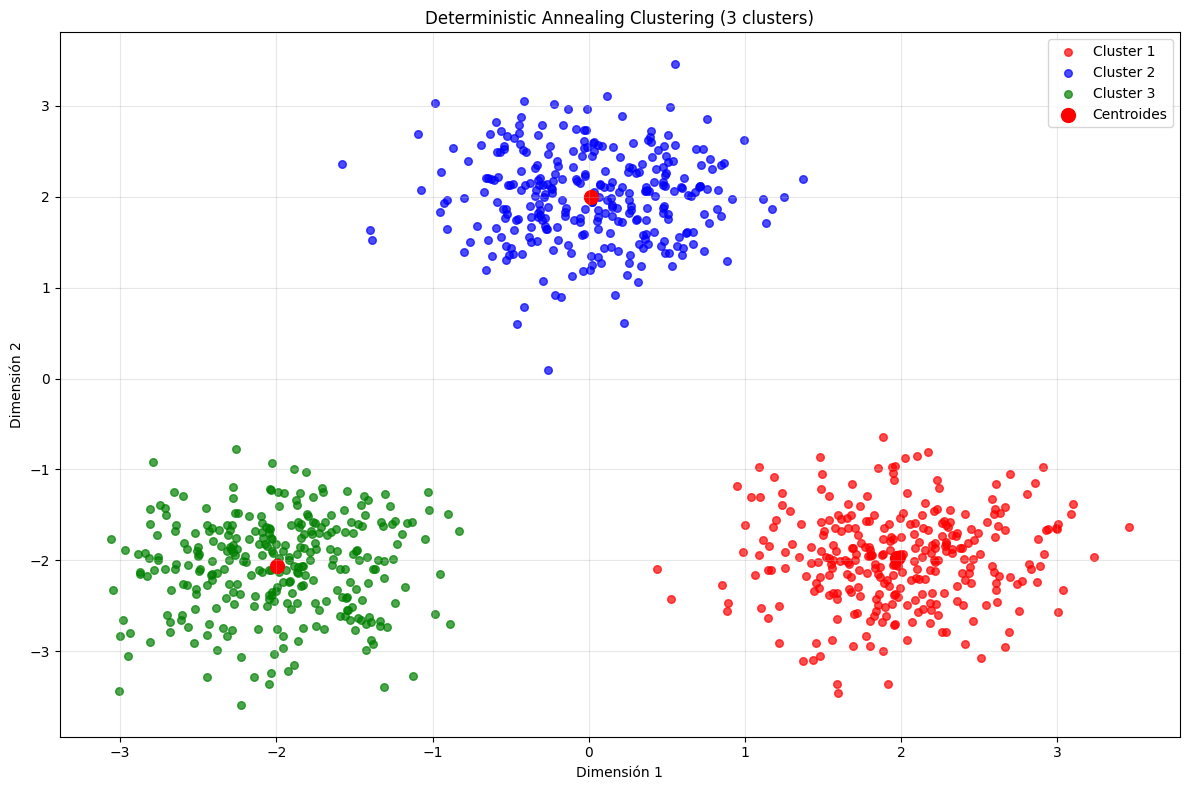 Deterministic Annealing Clustering (3 clusters)
Cluster 1
Cluster 2
Cluster 3
Centroides
3
2
1
0
−1
−2
−3
Dimensión 2
−3 −2 −1 0 1 2 3
Dimensión 1